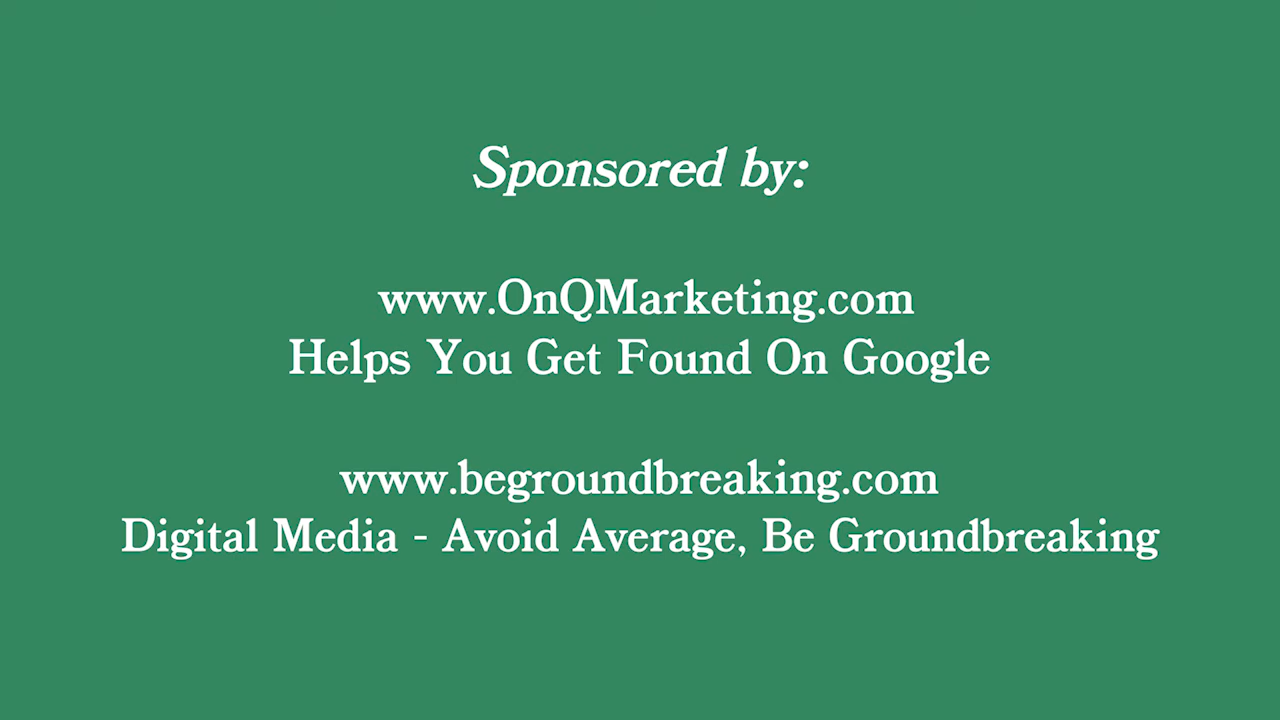 Sponsored by:
www.OnQMarketing.com
Helps You Get Found On Google
www.begroundbreaking.com
Digital Media - Avoid Average, Be Groundbreaking